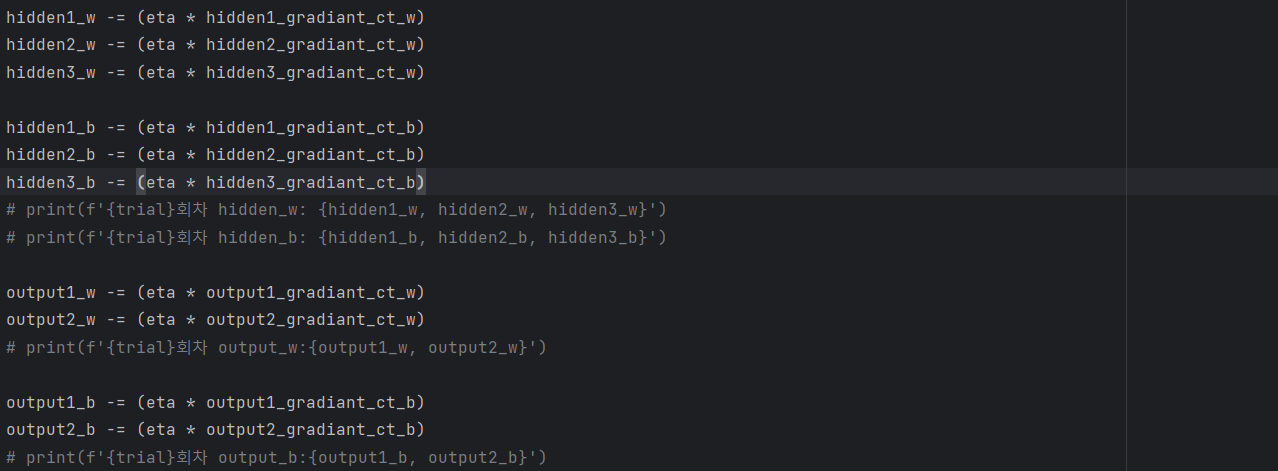 hidden1_w -= (eta * hidden1_gradiant_ct_w)
hidden2_w -= (eta * hidden2_gradiant_ct_w)
hidden3_w -= (eta * hidden3_gradiant_ct_w)
hidden1_b -= (eta * hidden1_gradiant_ct_b)
hidden2_b -= (eta * hidden2_gradiant_ct_b)
hidden3_b -= (eta * hidden3_gradiant_ct_b)
# print(f'{trial}회차 hidden_w: {hidden1_w, hidden2_w, hidden3_w}')
# print(f'{trial}회차 hidden_b: {hidden1_b, hidden2_b, hidden3_b}')
output1_w -= (eta * output1_gradiant_ct_w)
output2_w -= (eta * output2_gradiant_ct_w)
# print(f'{trial}회차 output_w:{output1_w, output2_w}')
output1_b -= (eta * output1_gradiant_ct_b)
output2_b -= (eta * output2_gradiant_ct_b)
# print(f'{trial}회차 output_b:{output1_b, output2_b}')